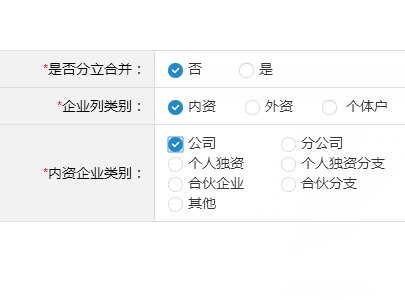 *是否分立合并： 否 是
*企业列类别： 内资 外资 个体户
*内资企业类别： 公司 分公司
个人独资 个人独资分支
合伙企业 合伙分支
其他